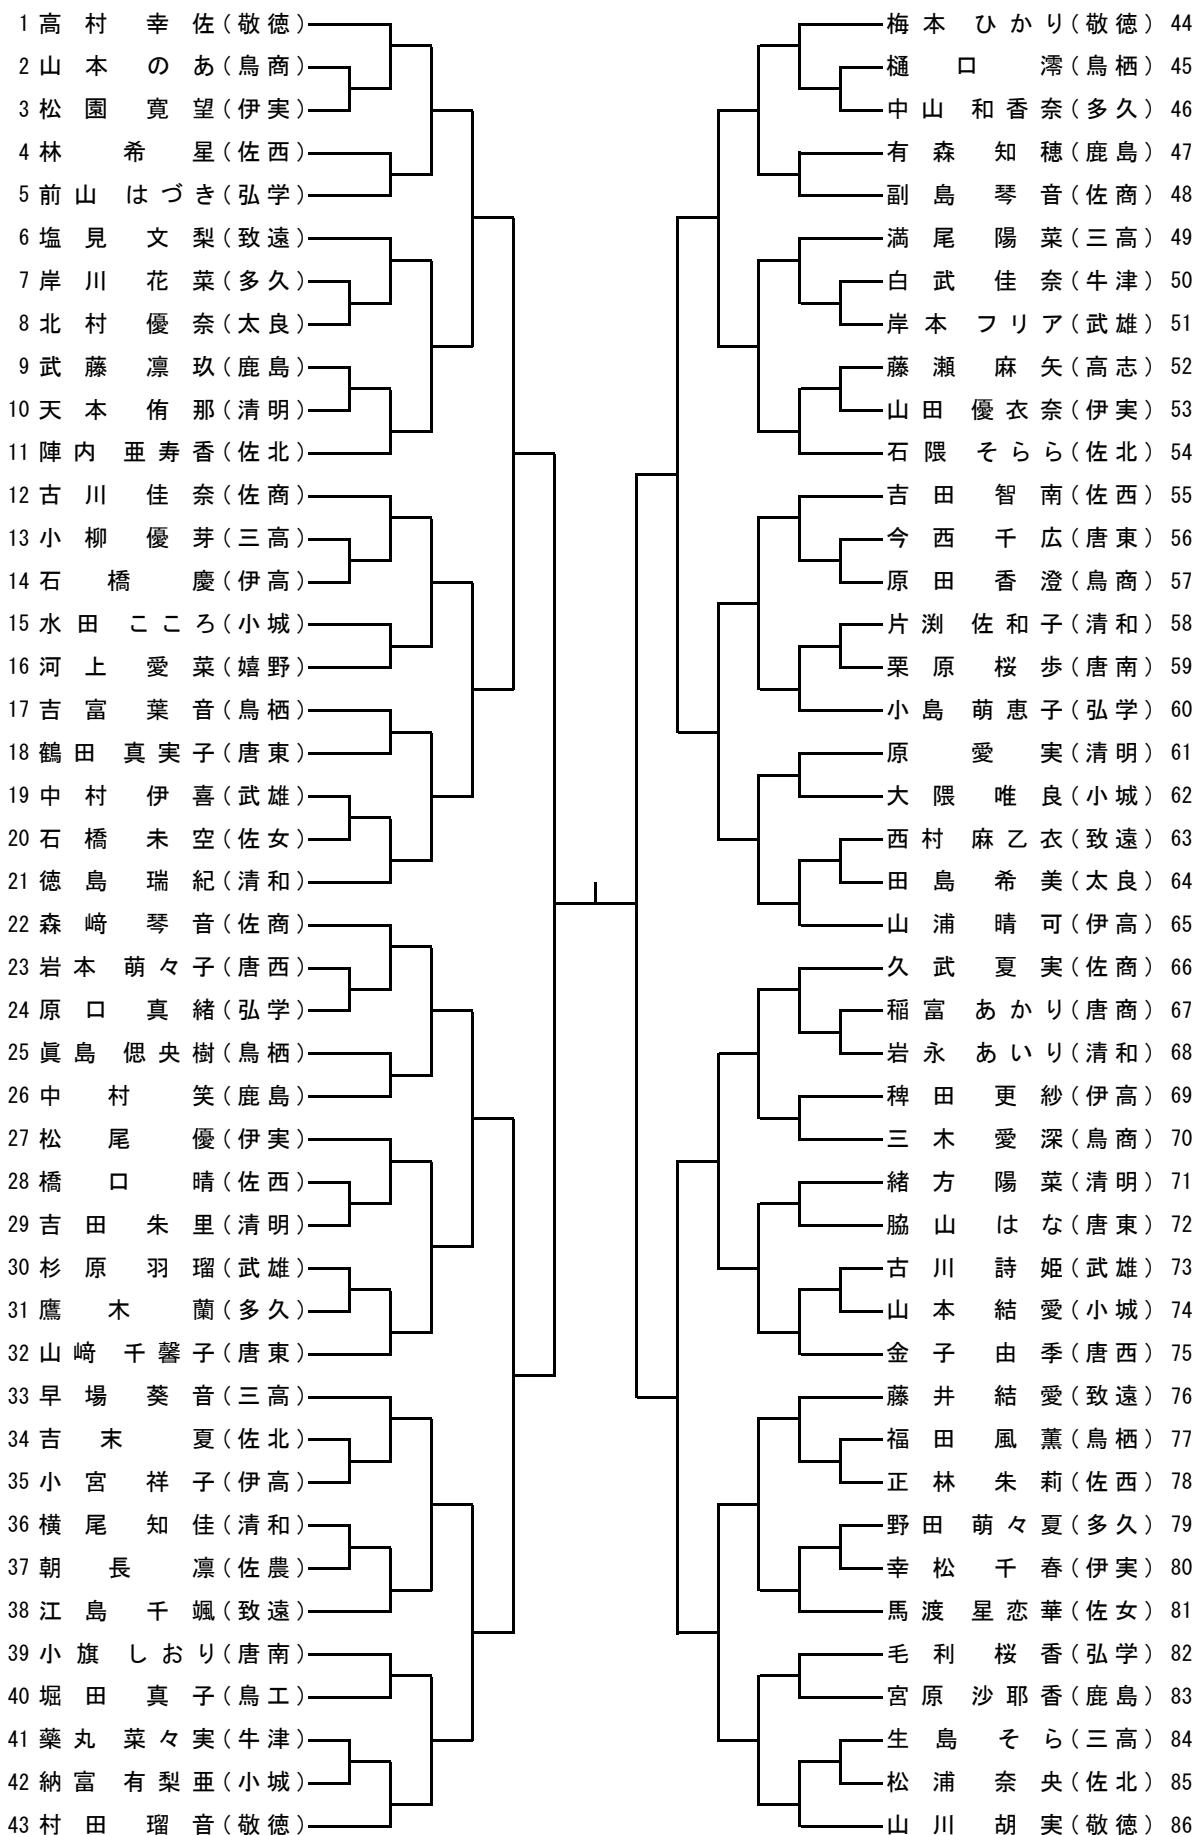 1 高村 幸佐(敬徳)
2 山本 のあ(鳥商)
3 松園 寛望(伊実)
4 林 希星(佐西)
5 前山 はづき(弘学)
6 塩見 文梨(致遠)
7 岸川 花菜(多久)
8 北村 優奈(太良)
9 武藤 凛玖(鹿島)
10 天本 侑那(清明)
11 陣内 亜寿香(佐北)
12 古川 佳奈(佐商)
13 小柳 優芽(三高)
14 石橋 慶(伊高)
15 水田 こころ(小城)
16 河上 愛菜(嬉野)
17 吉富 葉音(鳥栖)
18 鶴田 真実子(唐東)
19 中村 伊喜(武雄)
20 石橋 未空(佐女)
21 徳島 瑞紀(清和)
22 森﨑 琴音(佐商)
23 岩本 萌々子(唐西)
24 原口 真緒(弘学)
25 眞島 偲央樹(鳥栖)
26 中村 笑(鹿島)
27 松尾 優(伊実)
28 橋口 晴(佐西)
29 吉田 朱里(清明)
30 杉原 羽瑠(武雄)
31 鷹木 蘭(多久)
32 山﨑 千馨子(唐東)
33 早場 葵音(三高)
34 吉末 夏(佐北)
35 小宮 祥子(伊高)
36 横尾 知佳(清和)
37 朝長 凛(佐農)
38 江島 千颯(致遠)
39 小旗 しおり(唐南)
40 堀田 真子(鳥工)
41 藥丸 菜々実(牛津)
42 納富 有梨亜(小城)
43 村田 瑠音(敬徳)
梅本 ひかり(敬徳) 44
樋口 澪(鳥栖) 45
中山 和香奈(多久) 46
有森 知穂(鹿島) 47
副島 琴音(佐商) 48
満尾 陽菜(三高) 49
白武 佳奈(牛津) 50
岸本 フリア(武雄) 51
藤瀬 麻矢(高志) 52
山田 優衣奈(伊実) 53
石隈 そらら(佐北) 54
吉田 智南(佐西) 55
今西 千広(唐東) 56
原田 香澄(鳥商) 57
片渕 佐和子(清和) 58
栗原 桜歩(唐南) 59
小島 萌恵子(弘学) 60
原 愛実(清明) 61
大隈 唯良(小城) 62
西村 麻乙衣(致遠) 63
田島 希美(太良) 64
山浦 晴可(伊高) 65
久武 夏実(佐商) 66
稲富 あかり(唐商) 67
岩永 あいり(清和) 68
稗田 更紗(伊高) 69
三木 愛深(鳥商) 70
緒方 陽菜(清明) 71
脇山 はな(唐東) 72
古川 詩姫(武雄) 73
山本 結愛(小城) 74
金子 由季(唐西) 75
藤井 結愛(致遠) 76
福田 風薫(鳥栖) 77
正林 朱莉(佐西) 78
野田 萌々夏(多久) 79
幸松 千春(伊実) 80
馬渡 星恋華(佐女) 81
毛利 桜香(弘学) 82
宮原 沙耶香(鹿島) 83
生島 そら(三高) 84
松浦 奈央(佐北) 85
山川 胡実(敬徳) 86